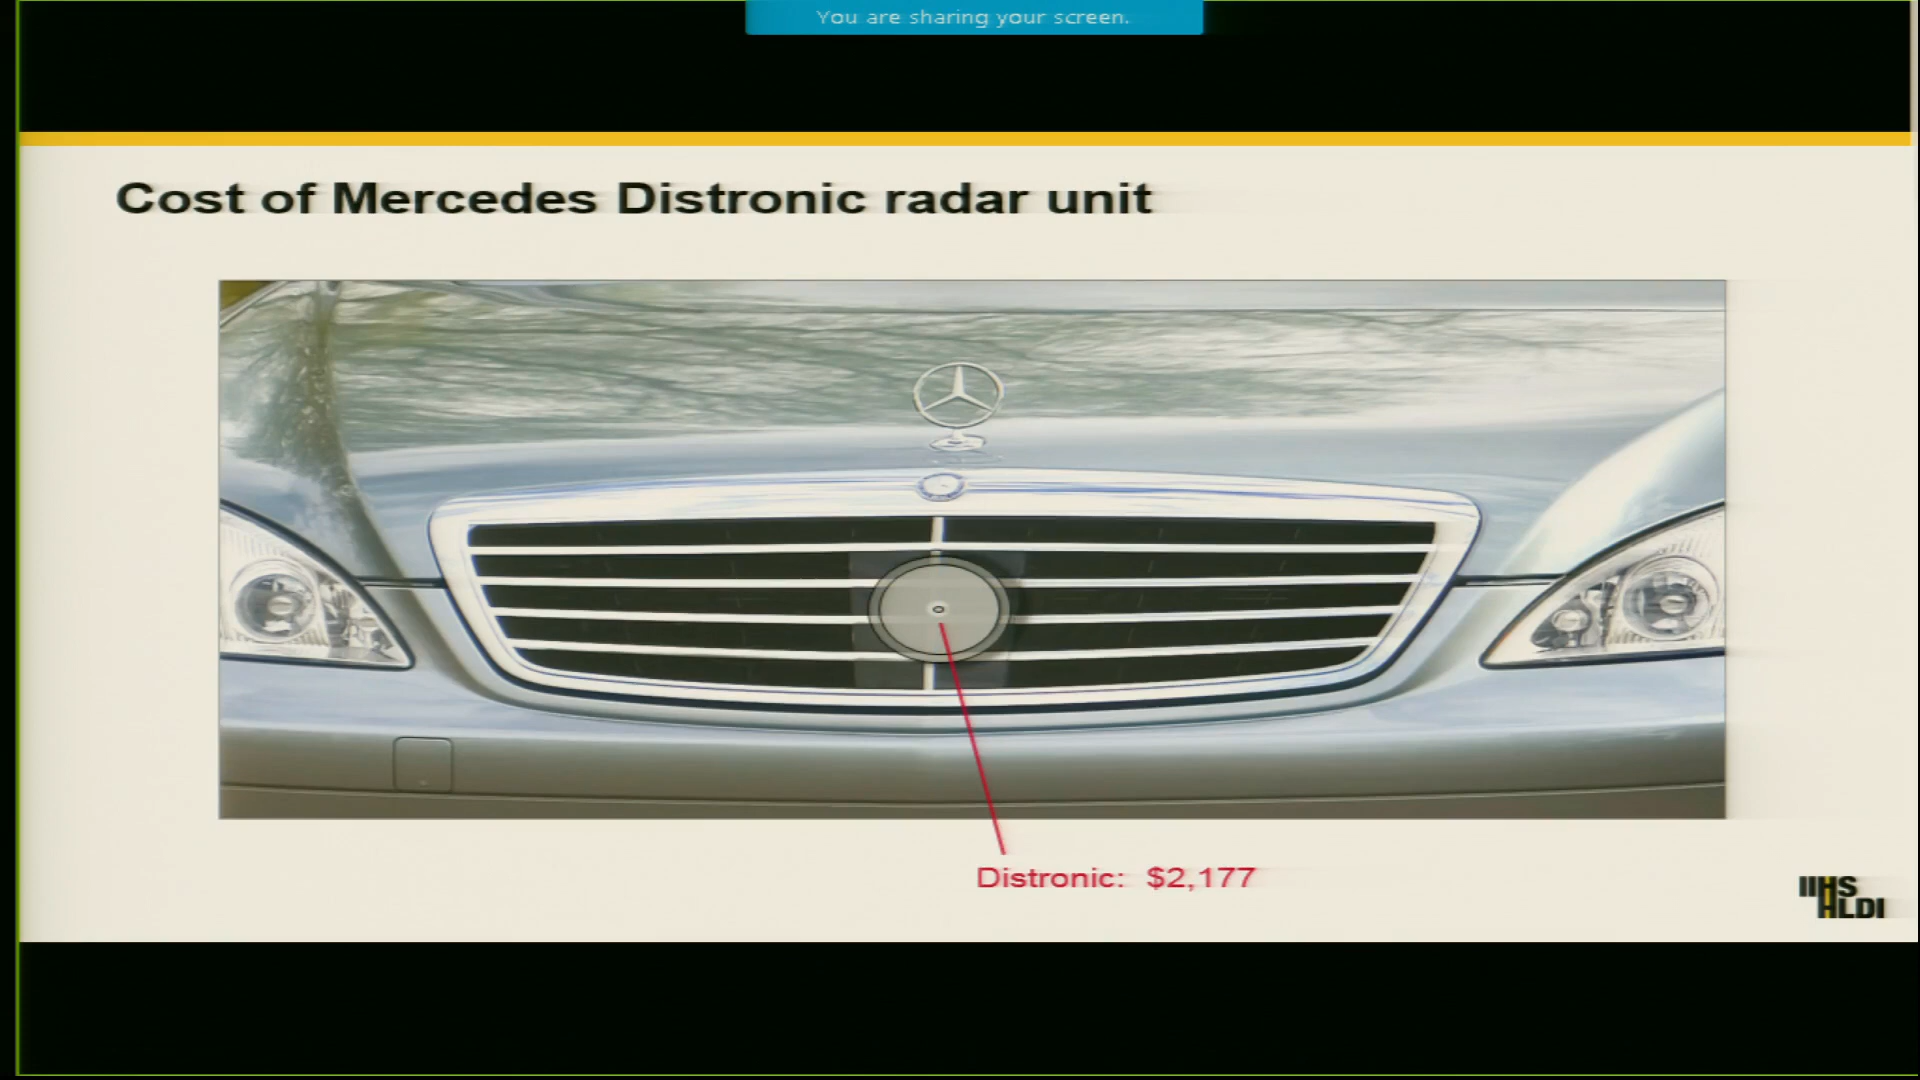 You are sharing your screen.
Cost of Mercedes Distronic radar unit
Distronic: $2,177
IIHS
HLDI